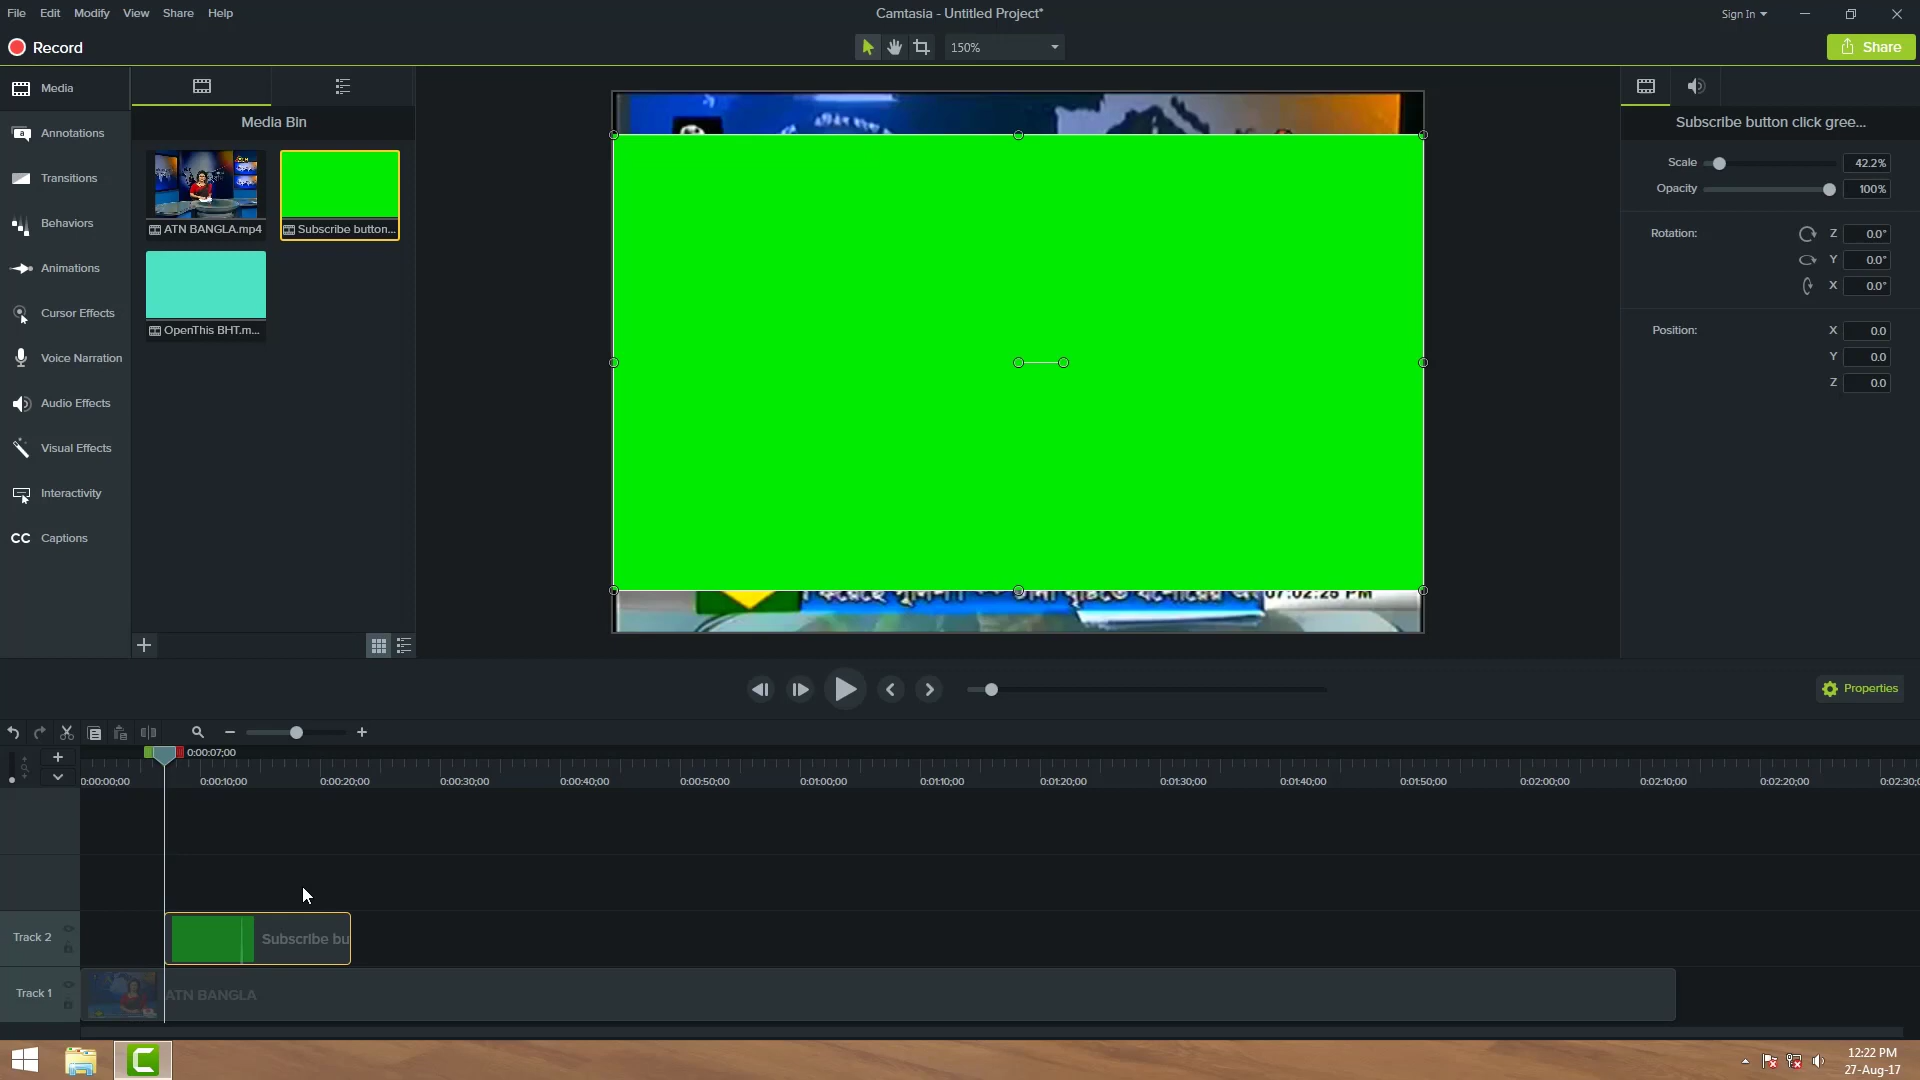 File Edit Modify View Share Help
Camtasia - Untitled Project*
Sign In
Record
150%
Share
Media
Annotations
Transitions
Behaviors
Animations
Cursor Effects
Voice Narration
Audio Effects
Visual Effects
Interactivity
CC Captions
Media Bin
ATN BANGLA.mp4
Subscribe button...
OpenThis BHT.m...
07:02:25 PM
Subscribe button click gree...
Scale 42.2%
Opacity 100%
Rotation: Z 0.0°
Y 0.0°
X 0.0°
Position: X 0.0
Y 0.0
Z 0.0
Properties
0:00:07;00
0:00:00;00 0:00:10;00 0:00:20;00 0:00:30;00 0:00:40;00 0:00:50;00 0:01:00;00 0:01:10;00 0:01:20;00 0:01:30;00 0:01:40;00 0:01:50;00 0:02:00;00 0:02:10;00 0:02:20;00
Track 2
Subscribe bu
Track 1
ATN BANGLA
12:22 PM
27-Aug-17